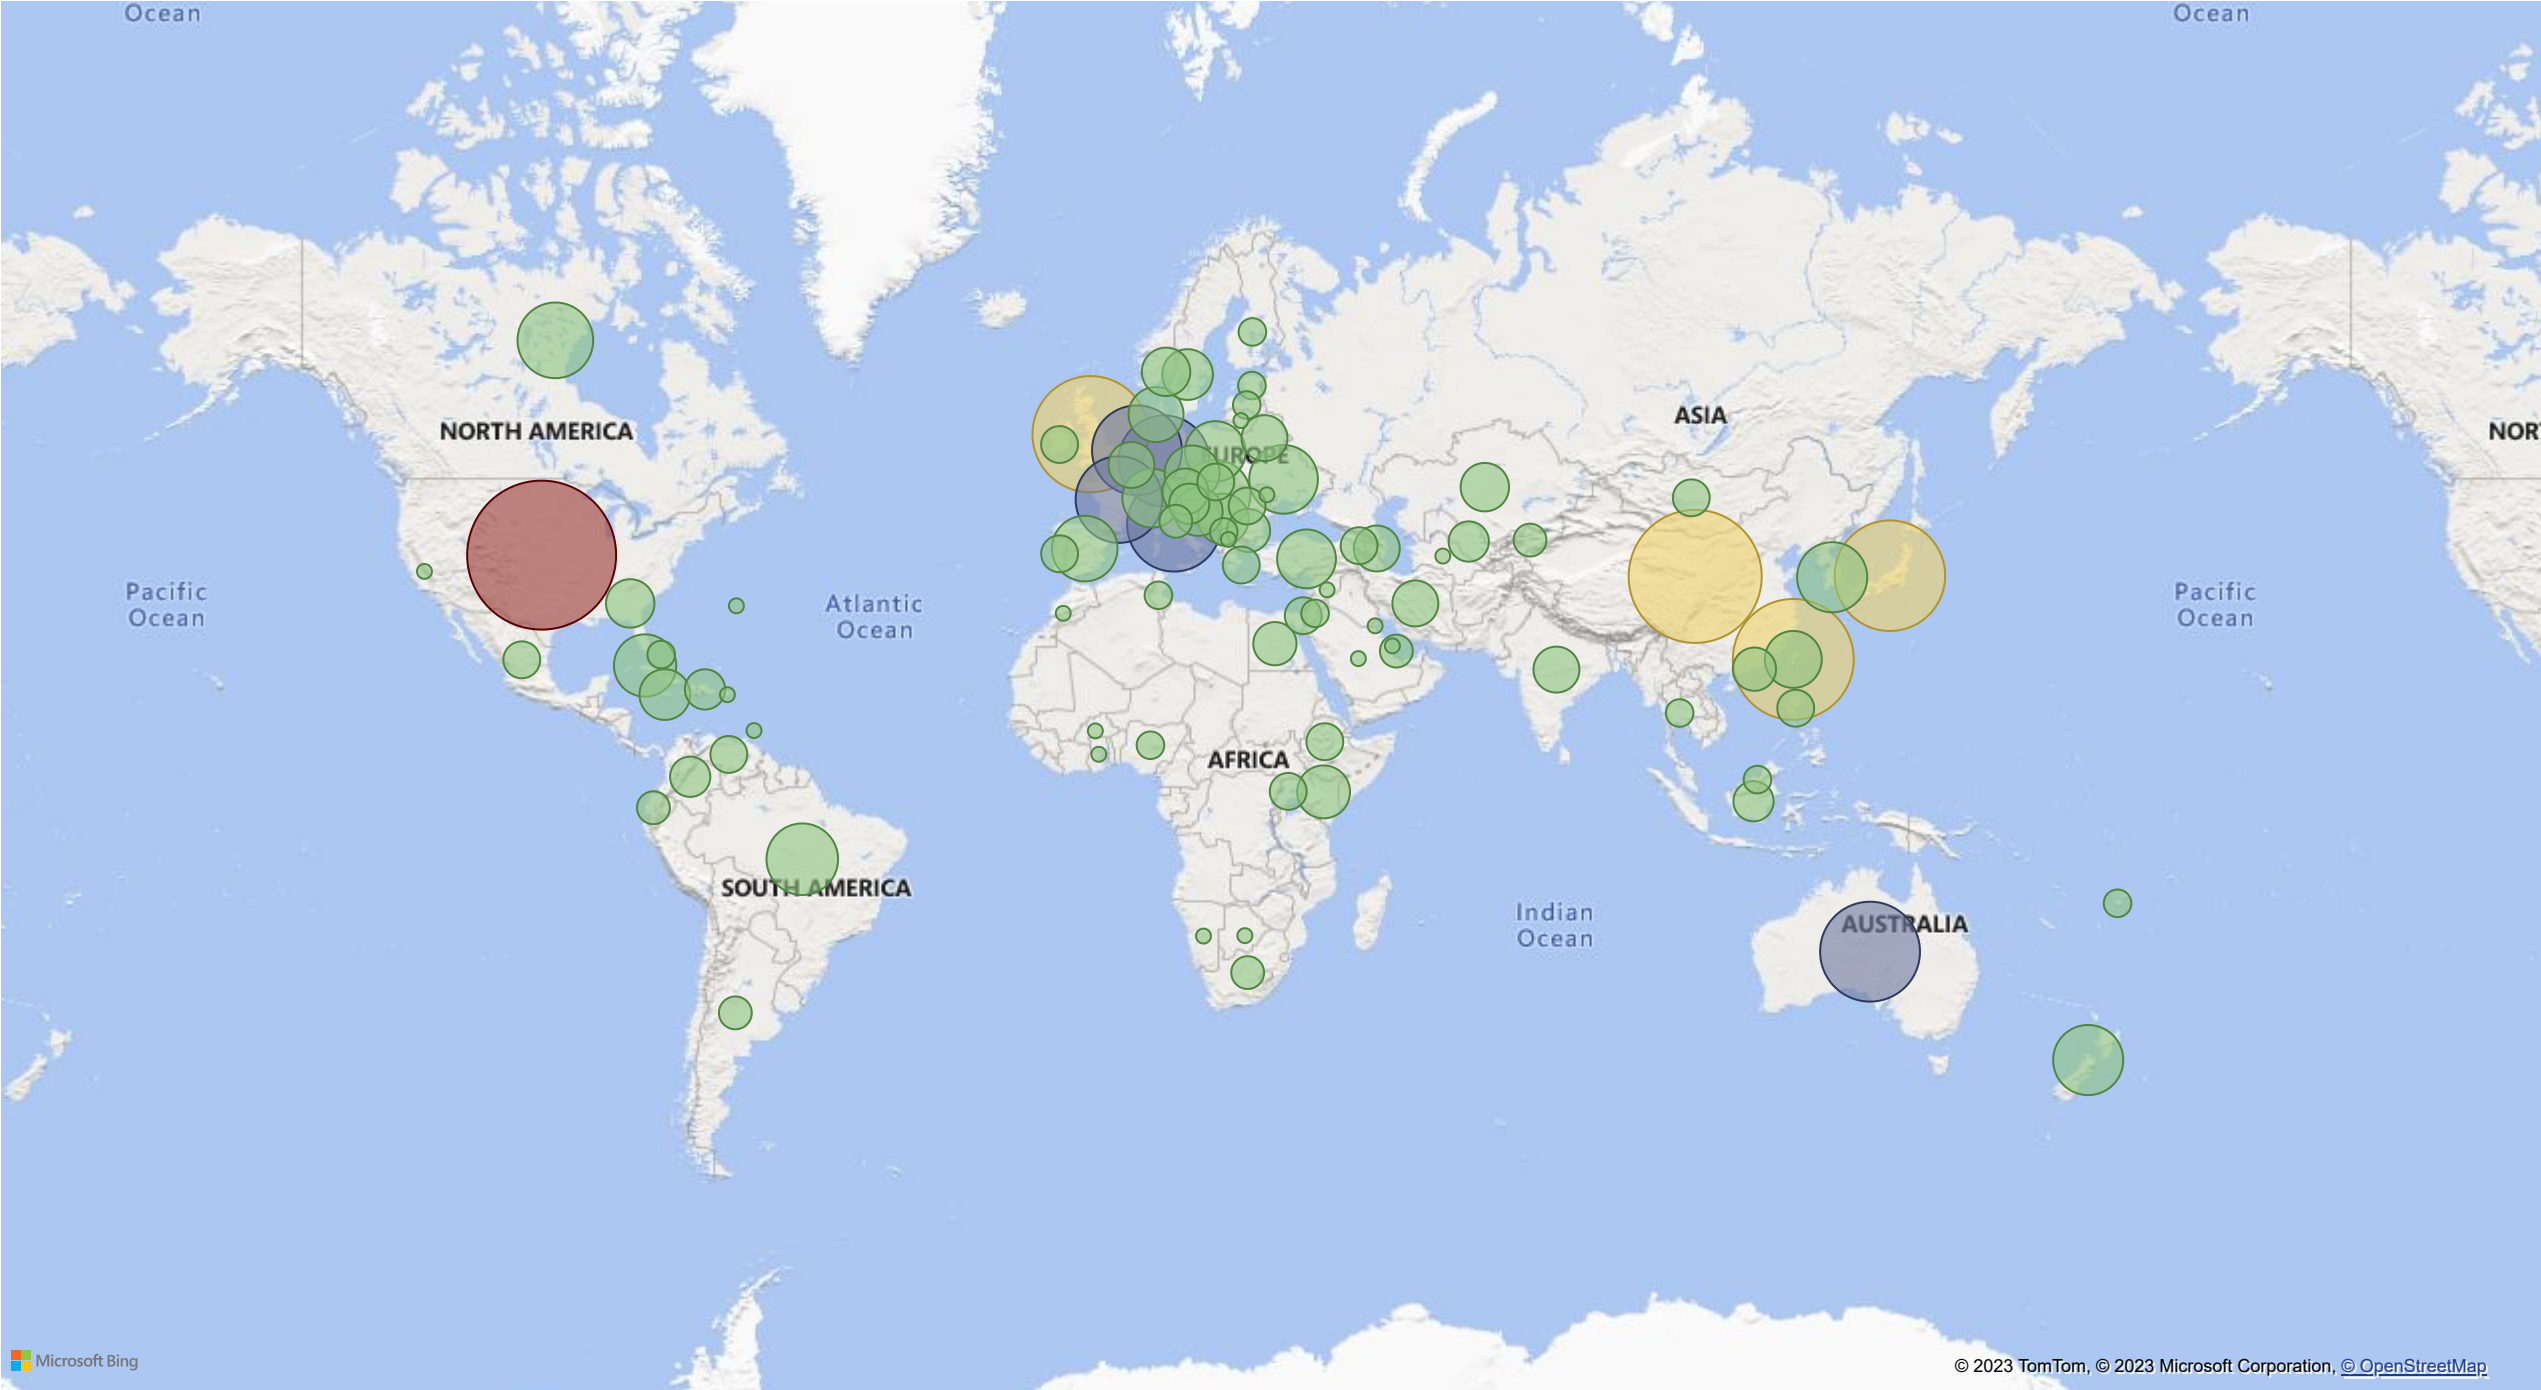 Ocean
Ocean
NORTH AMERICA
ASIA
NOR
EUROPE
Pacific
Ocean
Atlantic
Ocean
Pacific
Ocean
AFRICA
SOUTH AMERICA
Indian
Ocean
AUSTRALIA
Microsoft Bing
© 2023 TomTom, © 2023 Microsoft Corporation, © OpenStreetMap